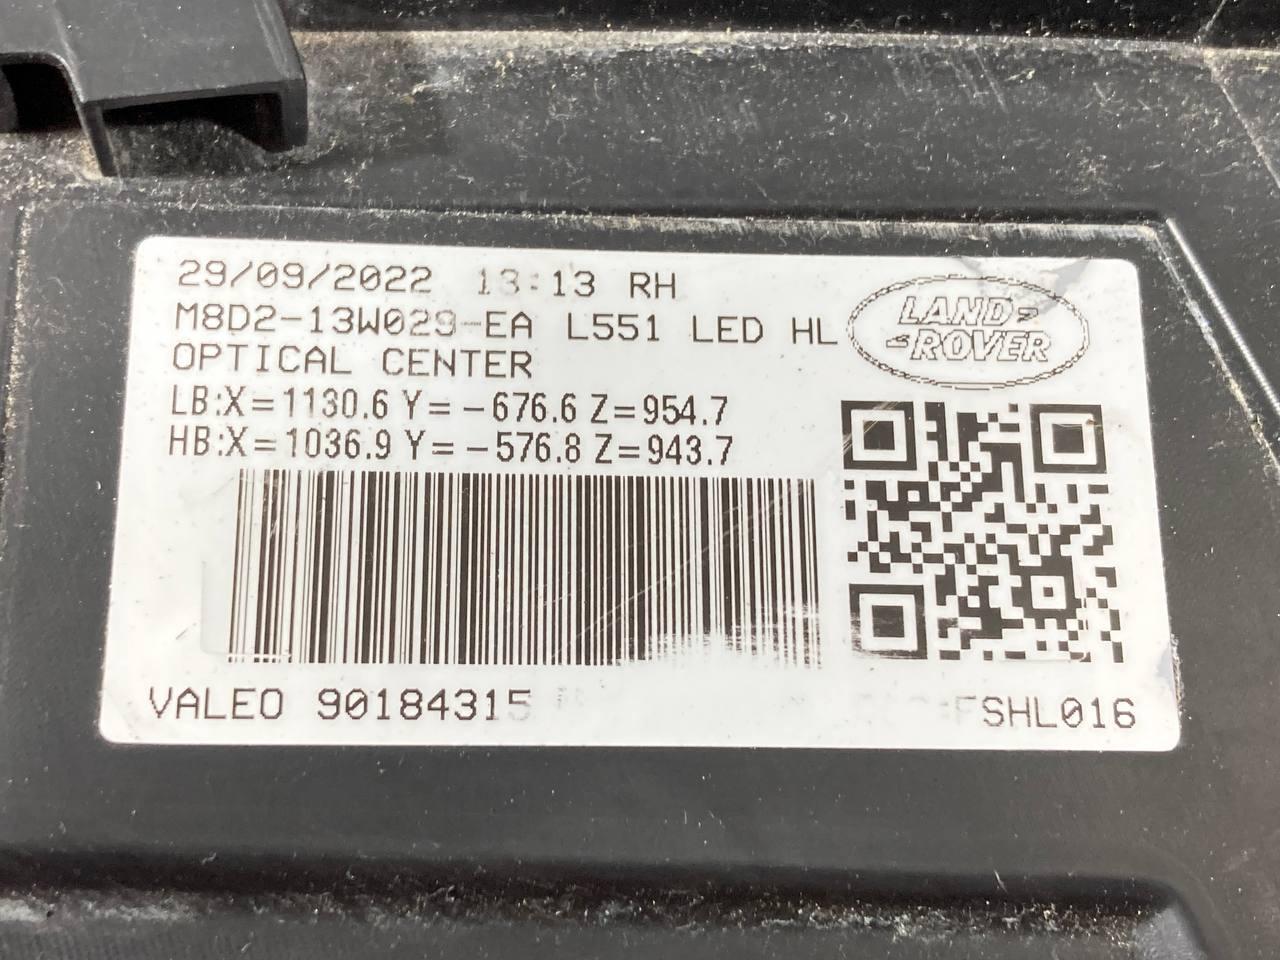 29/09/2022 13:13 RH
M8D2-13W029-EA L551 LED HL
LAND
ROVER
OPTICAL CENTER
LB:X=1130.6 Y=-676.6 Z=954.7
HB:X=1036.9 Y=-576.8 Z=943.7
VALEO 90184315 SHL016